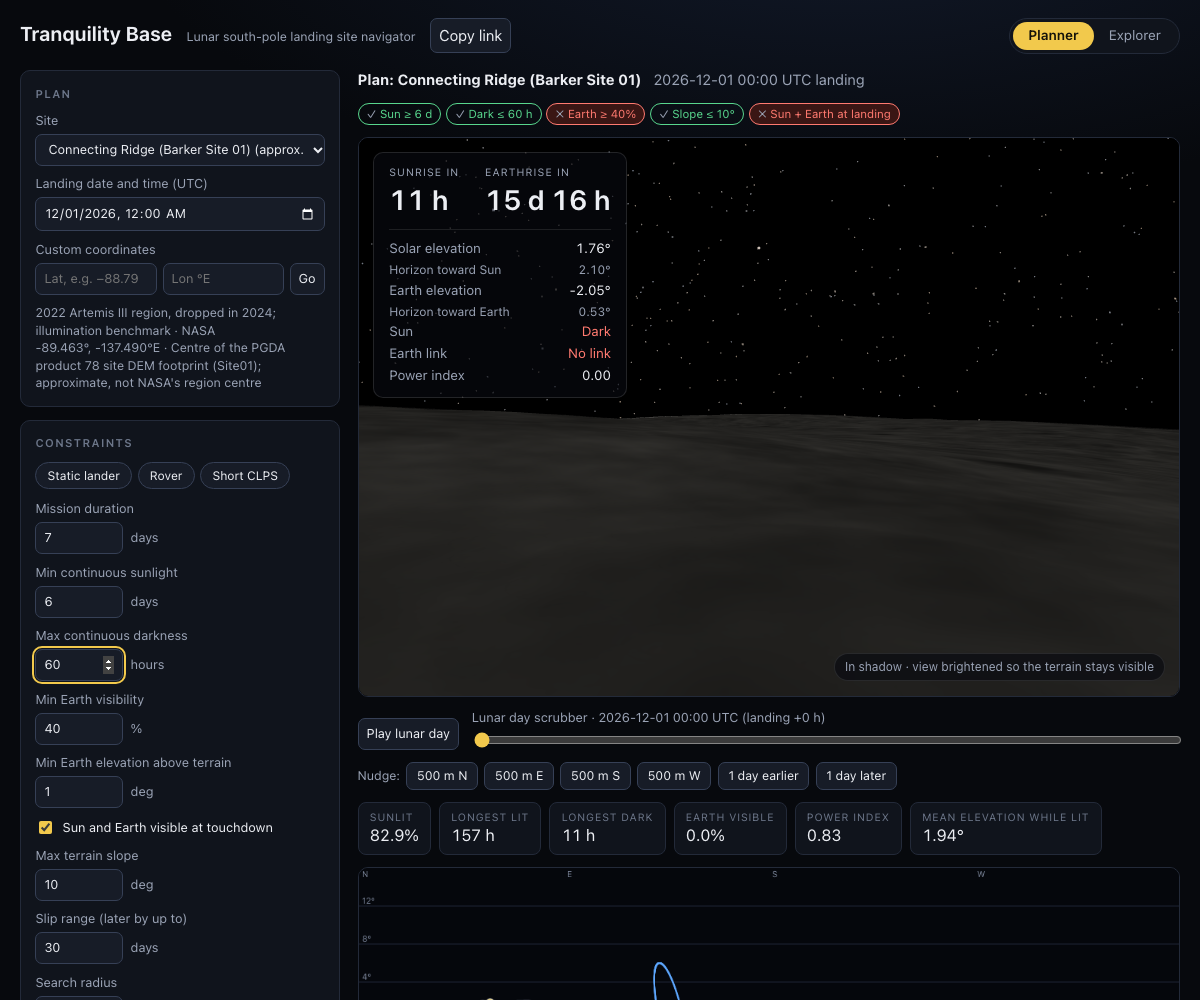 Tranquility Base
Lunar south-pole landing site navigator
Copy link
Planner
Explorer
PLAN
Site
Connecting Ridge (Barker Site 01) (approx.
Landing date and time (UTC)
12/01/2026, 12:00 AM
Custom coordinates
Lat, e.g. −88.79
Lon °E
Go
2022 Artemis III region, dropped in 2024;
illumination benchmark · NASA
-89.463°, -137.490°E · Centre of the PGDA
product 78 site DEM footprint (Site01);
approximate, not NASA's region centre
CONSTRAINTS
Static lander
Rover
Short CLPS
Mission duration
7 days
Min continuous sunlight
6 days
Max continuous darkness
60 hours
Min Earth visibility
40 %
Min Earth elevation above terrain
1 deg
Sun and Earth visible at touchdown
Max terrain slope
10 deg
Slip range (later by up to)
30 days
Search radius
Plan: Connecting Ridge (Barker Site 01) 2026-12-01 00:00 UTC landing
✓ Sun ≥ 6 d
✓ Dark ≤ 60 h
✕ Earth ≥ 40%
✓ Slope ≤ 10°
✕ Sun + Earth at landing
SUNRISE IN
11 h
EARTHRISE IN
15 d 16 h
Solar elevation 1.76°
Horizon toward Sun 2.10°
Earth elevation -2.05°
Horizon toward Earth 0.53°
Sun Dark
Earth link No link
Power index 0.00
In shadow · view brightened so the terrain stays visible
Play lunar day
Lunar day scrubber · 2026-12-01 00:00 UTC (landing +0 h)
Nudge:
500 m N
500 m E
500 m S
500 m W
1 day earlier
1 day later
SUNLIT
82.9%
LONGEST LIT
157 h
LONGEST DARK
11 h
EARTH VISIBLE
0.0%
POWER INDEX
0.83
MEAN ELEVATION WHILE LIT
1.94°
N E S W
12°
8°
4°